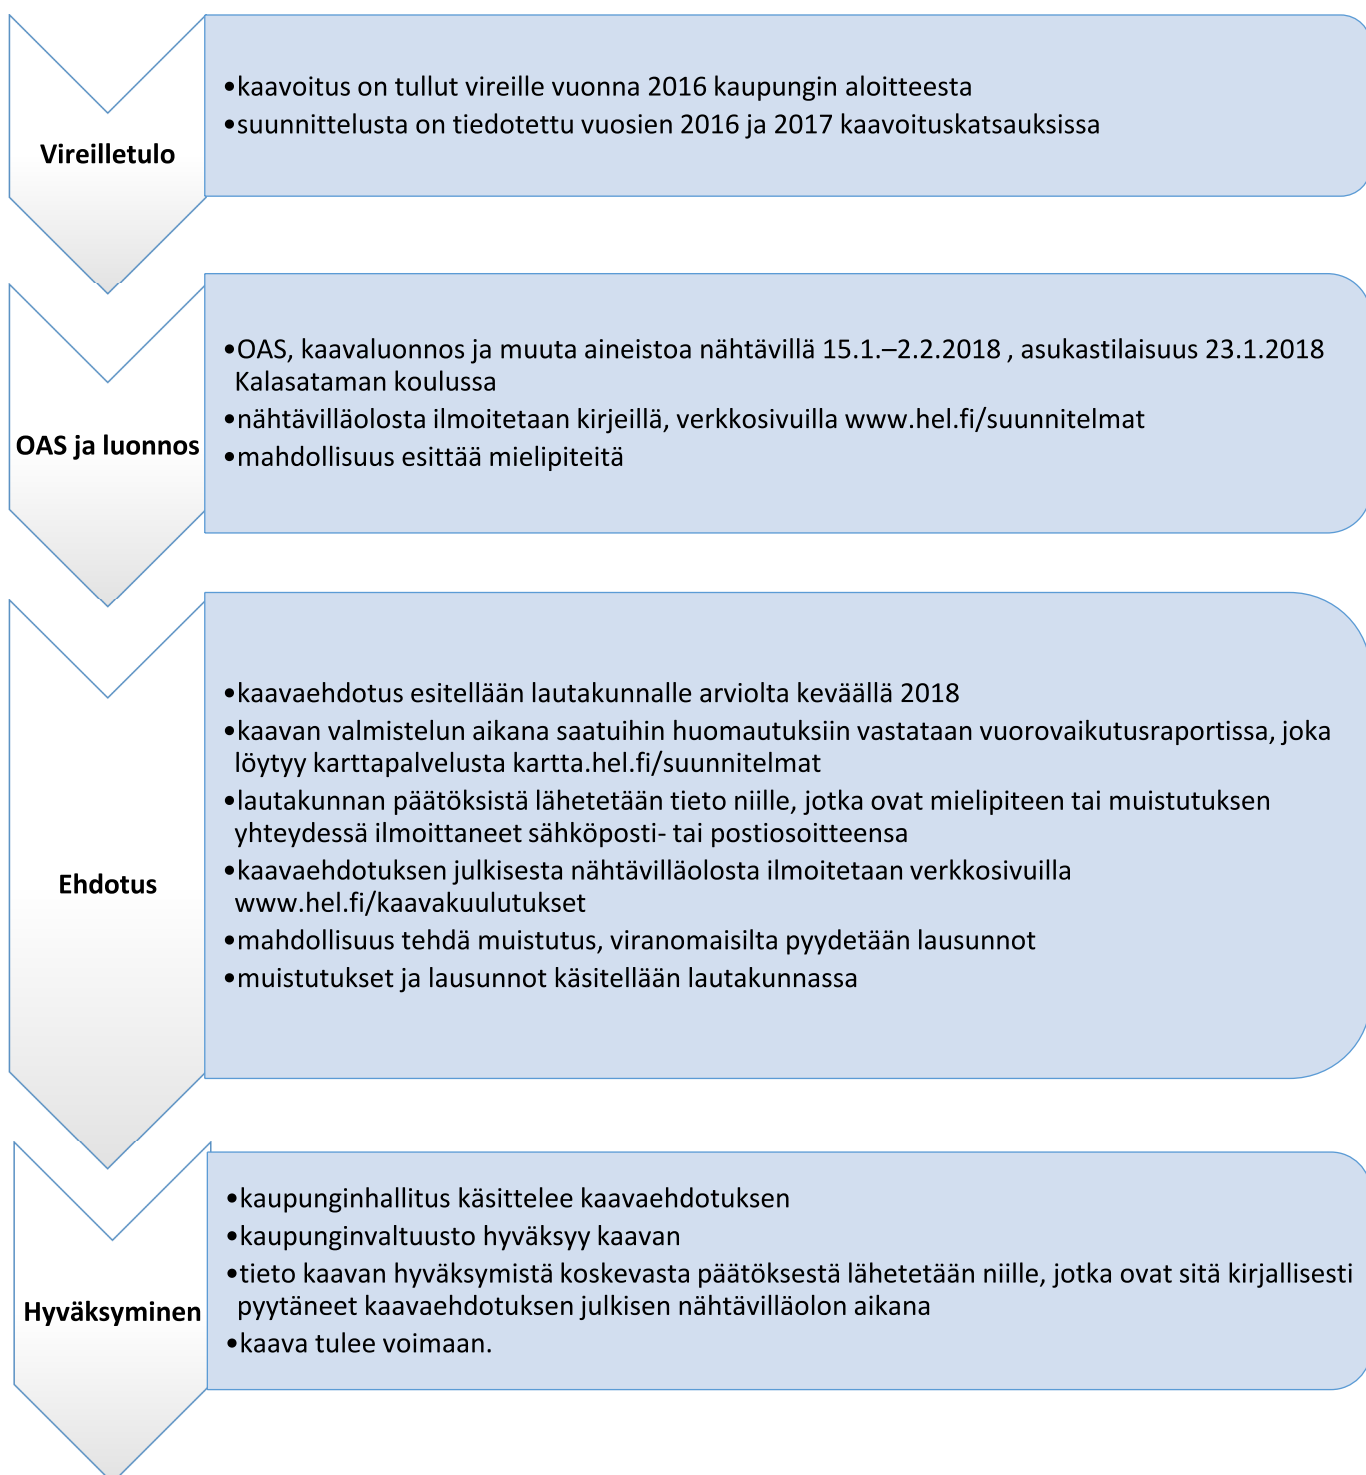 Vireilletulo
•kaavoitus on tullut vireille vuonna 2016 kaupungin aloitteesta
•suunnittelusta on tiedotettu vuosien 2016 ja 2017 kaavoituskatsauksissa
OAS ja luonnos
•OAS, kaavaluonnos ja muuta aineistoa nähtävillä 15.1.–2.2.2018 , asukastilaisuus 23.1.2018
Kalasataman koulussa
•nähtävilläolosta ilmoitetaan kirjeillä, verkkosivuilla www.hel.fi/suunnitelmat
•mahdollisuus esittää mielipiteitä
Ehdotus
•kaavaehdotus esitellään lautakunnalle arviolta keväällä 2018
•kaavan valmistelun aikana saatuihin huomautuksiin vastataan vuorovaikutusraportissa, joka
löytyy karttapalvelusta kartta.hel.fi/suunnitelmat
•lautakunnan päätöksistä lähetetään tieto niille, jotka ovat mielipiteen tai muistutuksen
yhteydessä ilmoittaneet sähköposti- tai postiosoitteensa
•kaavaehdotuksen julkisesta nähtävilläolosta ilmoitetaan verkkosivuilla
www.hel.fi/kaavakuulutukset
•mahdollisuus tehdä muistutus, viranomaisilta pyydetään lausunnot
•muistutukset ja lausunnot käsitellään lautakunnassa
Hyväksyminen
•kaupunginhallitus käsittelee kaavaehdotuksen
•kaupunginvaltuusto hyväksyy kaavan
•tieto kaavan hyväksymistä koskevasta päätöksestä lähetetään niille, jotka ovat sitä kirjallisesti
pyytäneet kaavaehdotuksen julkisen nähtävilläolon aikana
•kaava tulee voimaan.